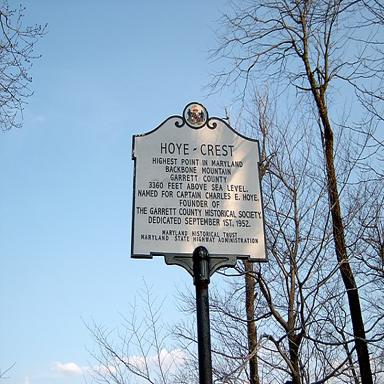 HOYE-CREST
HIGHEST POINT IN MARYLAND
BACKBONE MOUNTAIN
GARRETT COUNTY
3360 FEET ABOVE SEA LEVEL.
NAMED FOR CAPTAIN CHARLES E. HOYE,
FOUNDER OF
THE GARRETT COUNTY HISTORICAL SOCIETY.
DEDICATED SEPTEMBER 1ST. 1952.
MARYLAND HISTORICAL TRUST
MARYLAND STATE HIGHWAY ADMINISTRATION